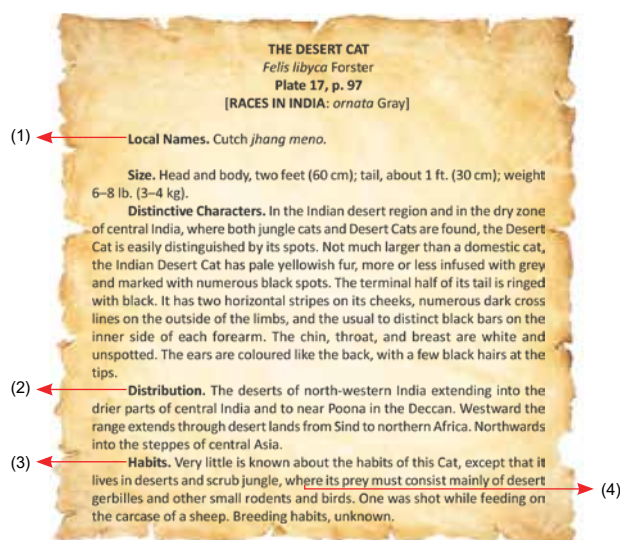 THE DESERT CAT
Felis libyca Forster
Plate 17, p. 97
[RACES IN INDIA: ornata Gray]
(1)
Local Names. Cutch jhang meno.
Size. Head and body, two feet (60 cm); tail, about 1 ft. (30 cm); weight
6–8 lb. (3–4 kg).
Distinctive Characters. In the Indian desert region and in the dry zone
of central India, where both jungle cats and Desert Cats are found, the Desert
Cat is easily distinguished by its spots. Not much larger than a domestic cat,
the Indian Desert Cat has pale yellowish fur, more or less infused with grey
and marked with numerous black spots. The terminal half of its tail is ringed
with black. It has two horizontal stripes on its cheeks, numerous dark cross
lines on the outside of the limbs, and the usual to distinct black bars on the
inner side of each forearm. The chin, throat, and breast are white and
unspotted. The ears are coloured like the back, with a few black hairs at the
tips.
(2)
Distribution. The deserts of north-western India extending into the
drier parts of central India and to near Poona in the Deccan. Westward the
range extends through desert lands from Sind to northern Africa. Northwards
into the steppes of central Asia.
(3)
Habits. Very little is known about the habits of this Cat, except that it
lives in deserts and scrub jungle, where its prey must consist mainly of desert
(4)
gerbilles and other small rodents and birds. One was shot while feeding on
the carcase of a sheep. Breeding habits, unknown.